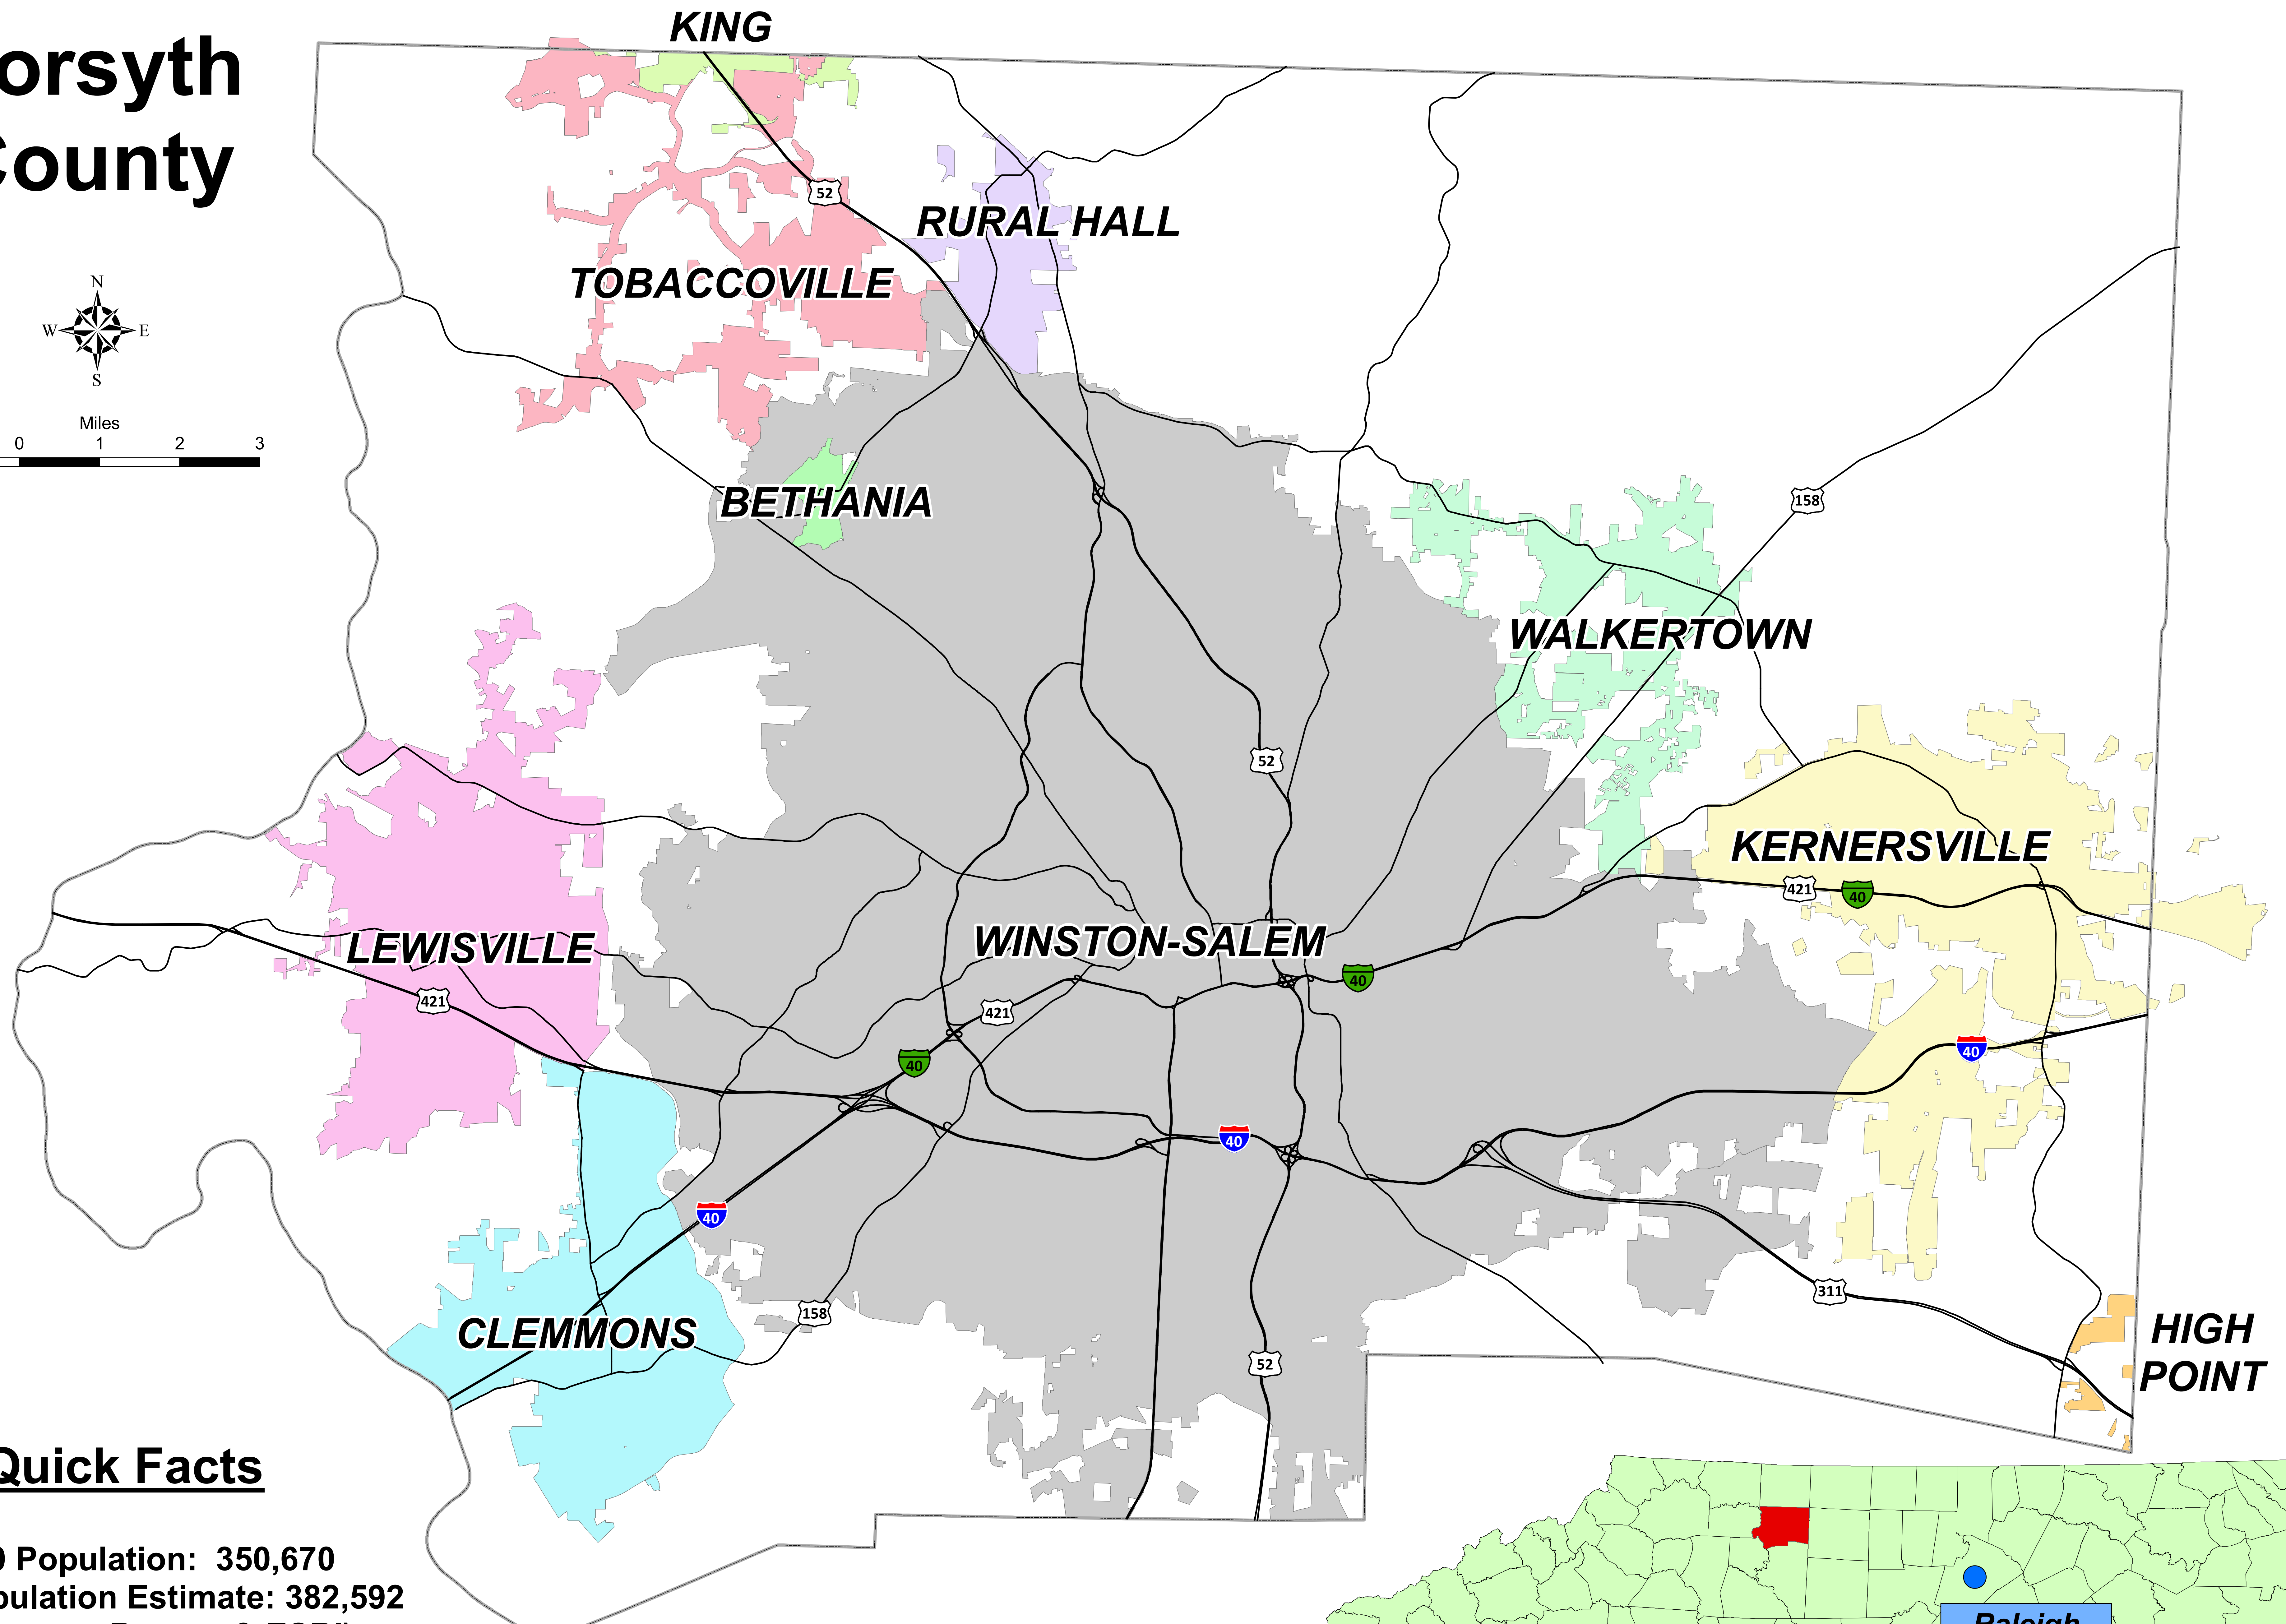 orsyth
County
KING
52
RURAL HALL
TOBACCOVILLE
N
W E
S
Miles
0 1 2 3
BETHANIA
158
WALKERTOWN
52
KERNERSVILLE
421 40
LEWISVILLE
WINSTON-SALEM
40
421
421
40
40
40
40
311
158
CLEMMONS
52
HIGH
POINT
Quick Facts
0 Population: 350,670
pulation Estimate: 382,592
Raleigh